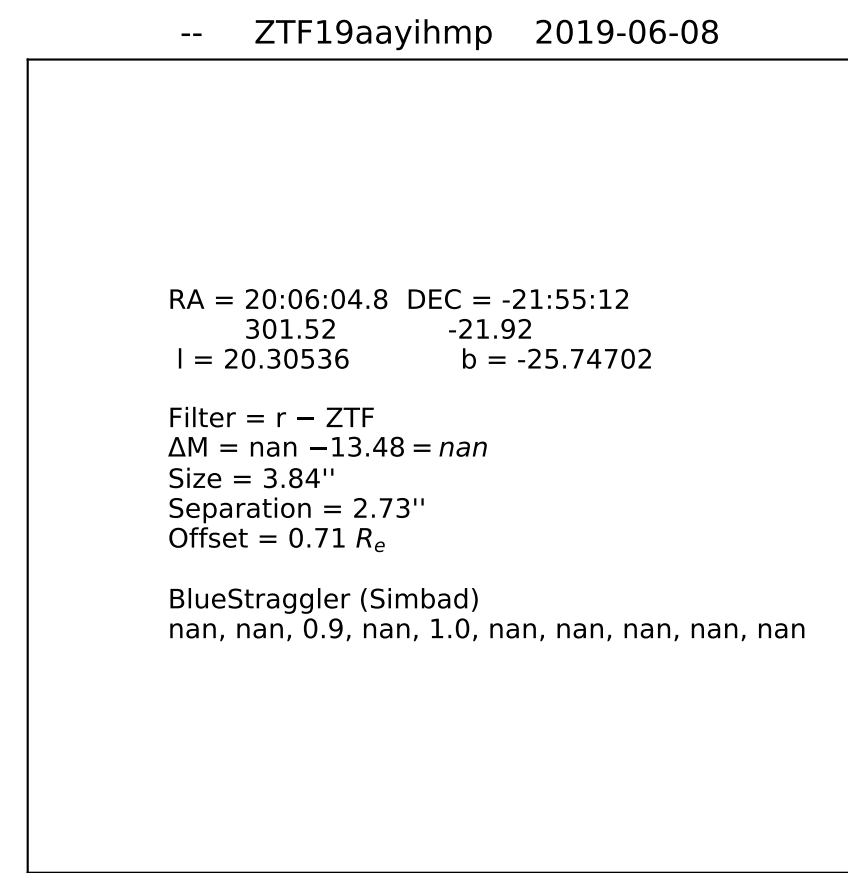 -- ZTF19aayihmp 2019-06-08
RA = 20:06:04.8 DEC = -21:55:12
301.52 -21.92
l = 20.30536 b = -25.74702
Filter = r − ZTF
ΔM = nan −13.48 = nan
Size = 3.84''
Separation = 2.73''
Offset = 0.71 Re
BlueStraggler (Simbad)
nan, nan, 0.9, nan, 1.0, nan, nan, nan, nan, nan